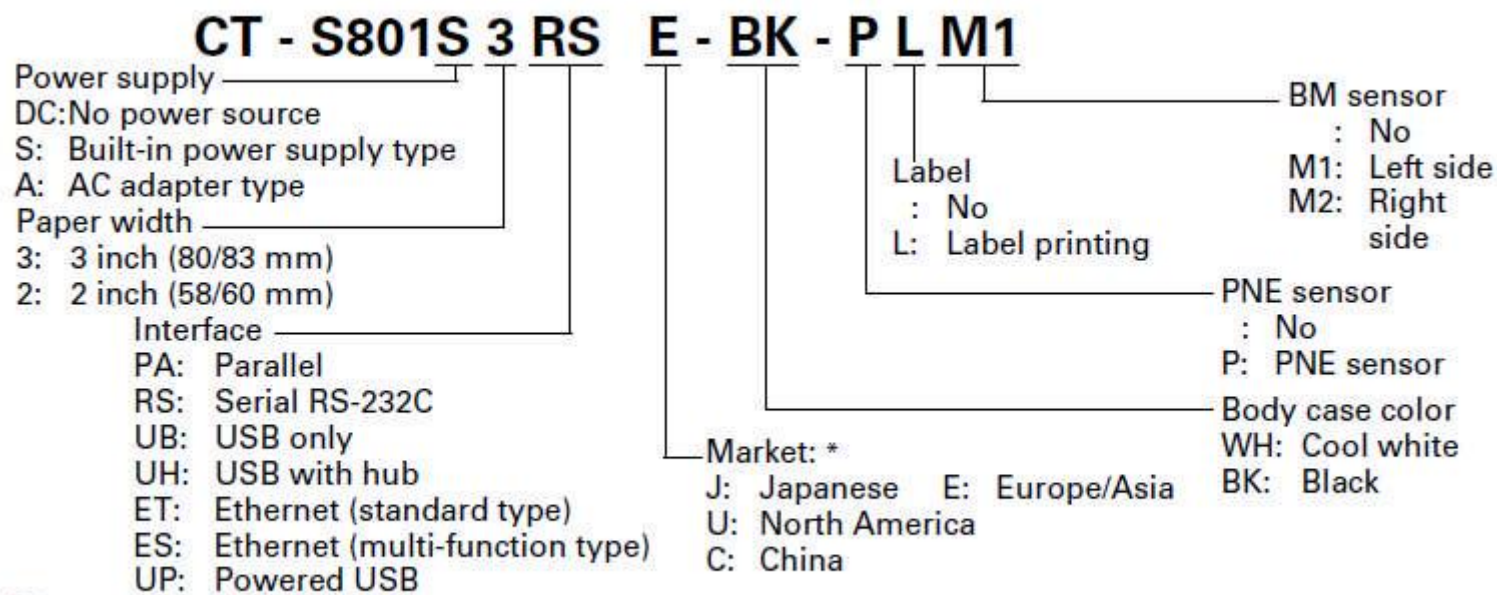 CT - S801S 3 RS E - BK - P L M1
Power supply
DC:No power source
S: Built-in power supply type
A: AC adapter type
Paper width
3: 3 inch (80/83 mm)
2: 2 inch (58/60 mm)
Interface
PA: Parallel
RS: Serial RS-232C
UB: USB only
UH: USB with hub
ET: Ethernet (standard type)
ES: Ethernet (multi-function type)
UP: Powered USB
Market: *
J: Japanese E: Europe/Asia
U: North America
C: China
Label
: No
L: Label printing
BM sensor
: No
M1: Left side
M2: Right
side
PNE sensor
: No
P: PNE sensor
Body case color
WH: Cool white
BK: Black